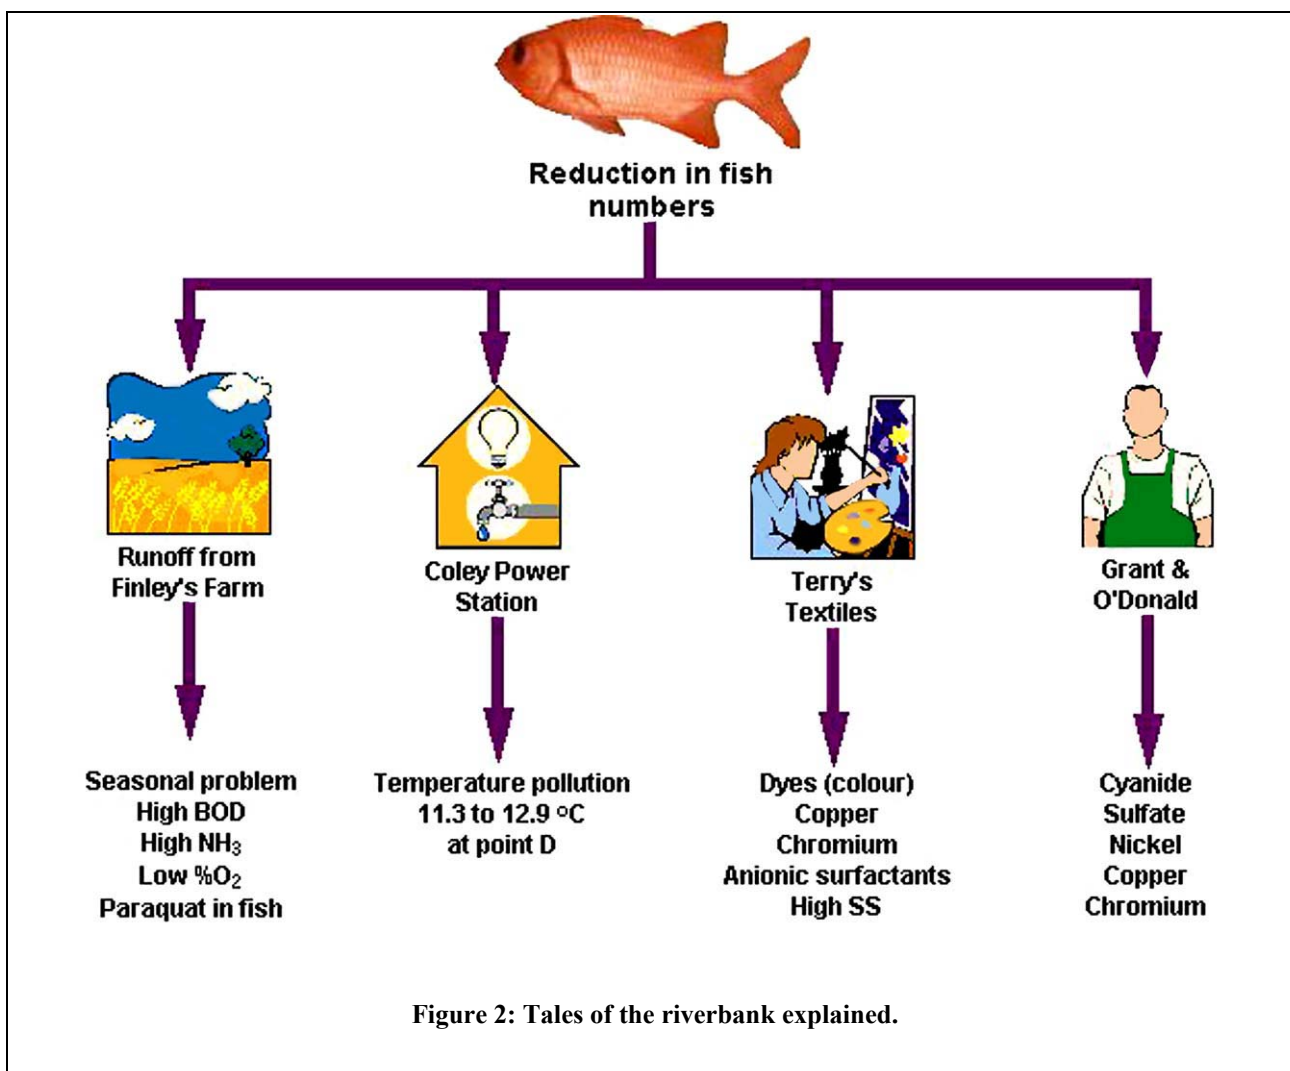 Reduction in fish
numbers
Runoff from
Finley's Farm
Coley Power
Station
Terry's
Textiles
Grant &
O'Donald
Seasonal problem
High BOD
High NH₃
Low %O₂
Paraquat in fish
Temperature pollution
11.3 to 12.9 ºC
at point D
Dyes (colour)
Copper
Chromium
Anionic surfactants
High SS
Cyanide
Sulfate
Nickel
Copper
Chromium
Figure 2: Tales of the riverbank explained.